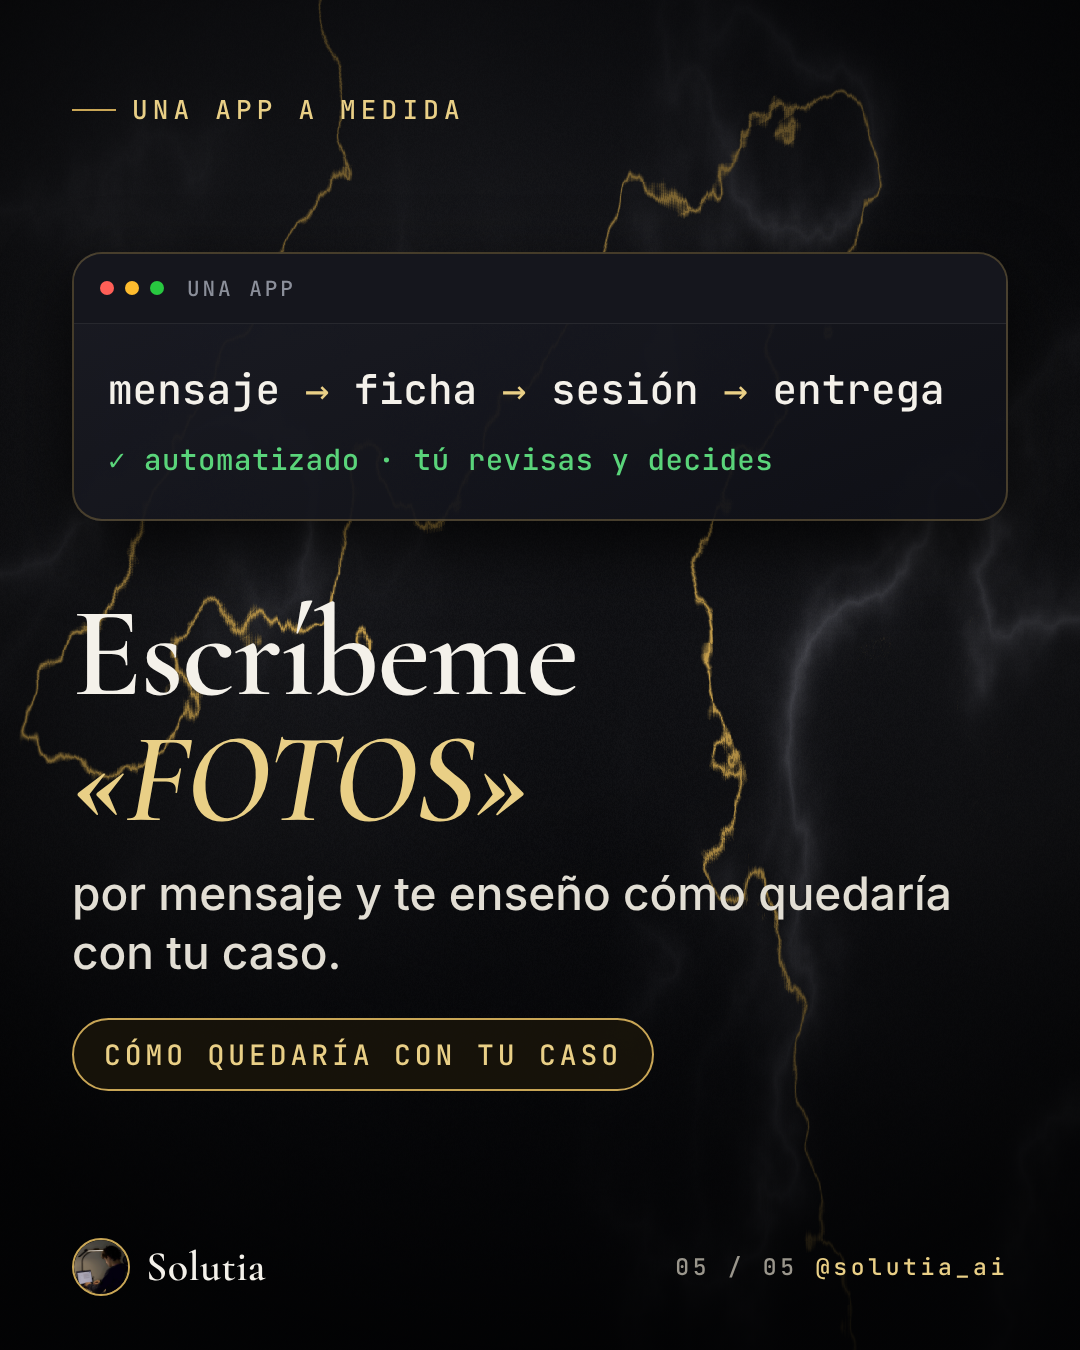 UNA APP A MEDIDA
UNA APP
mensaje → ficha → sesión → entrega
✓ automatizado · tú revisas y decides
Escríbeme
«FOTOS»
por mensaje y te enseño cómo quedaría
con tu caso.
CÓMO QUEDARÍA CON TU CASO
Solutia
05 / 05 @solutia_ai